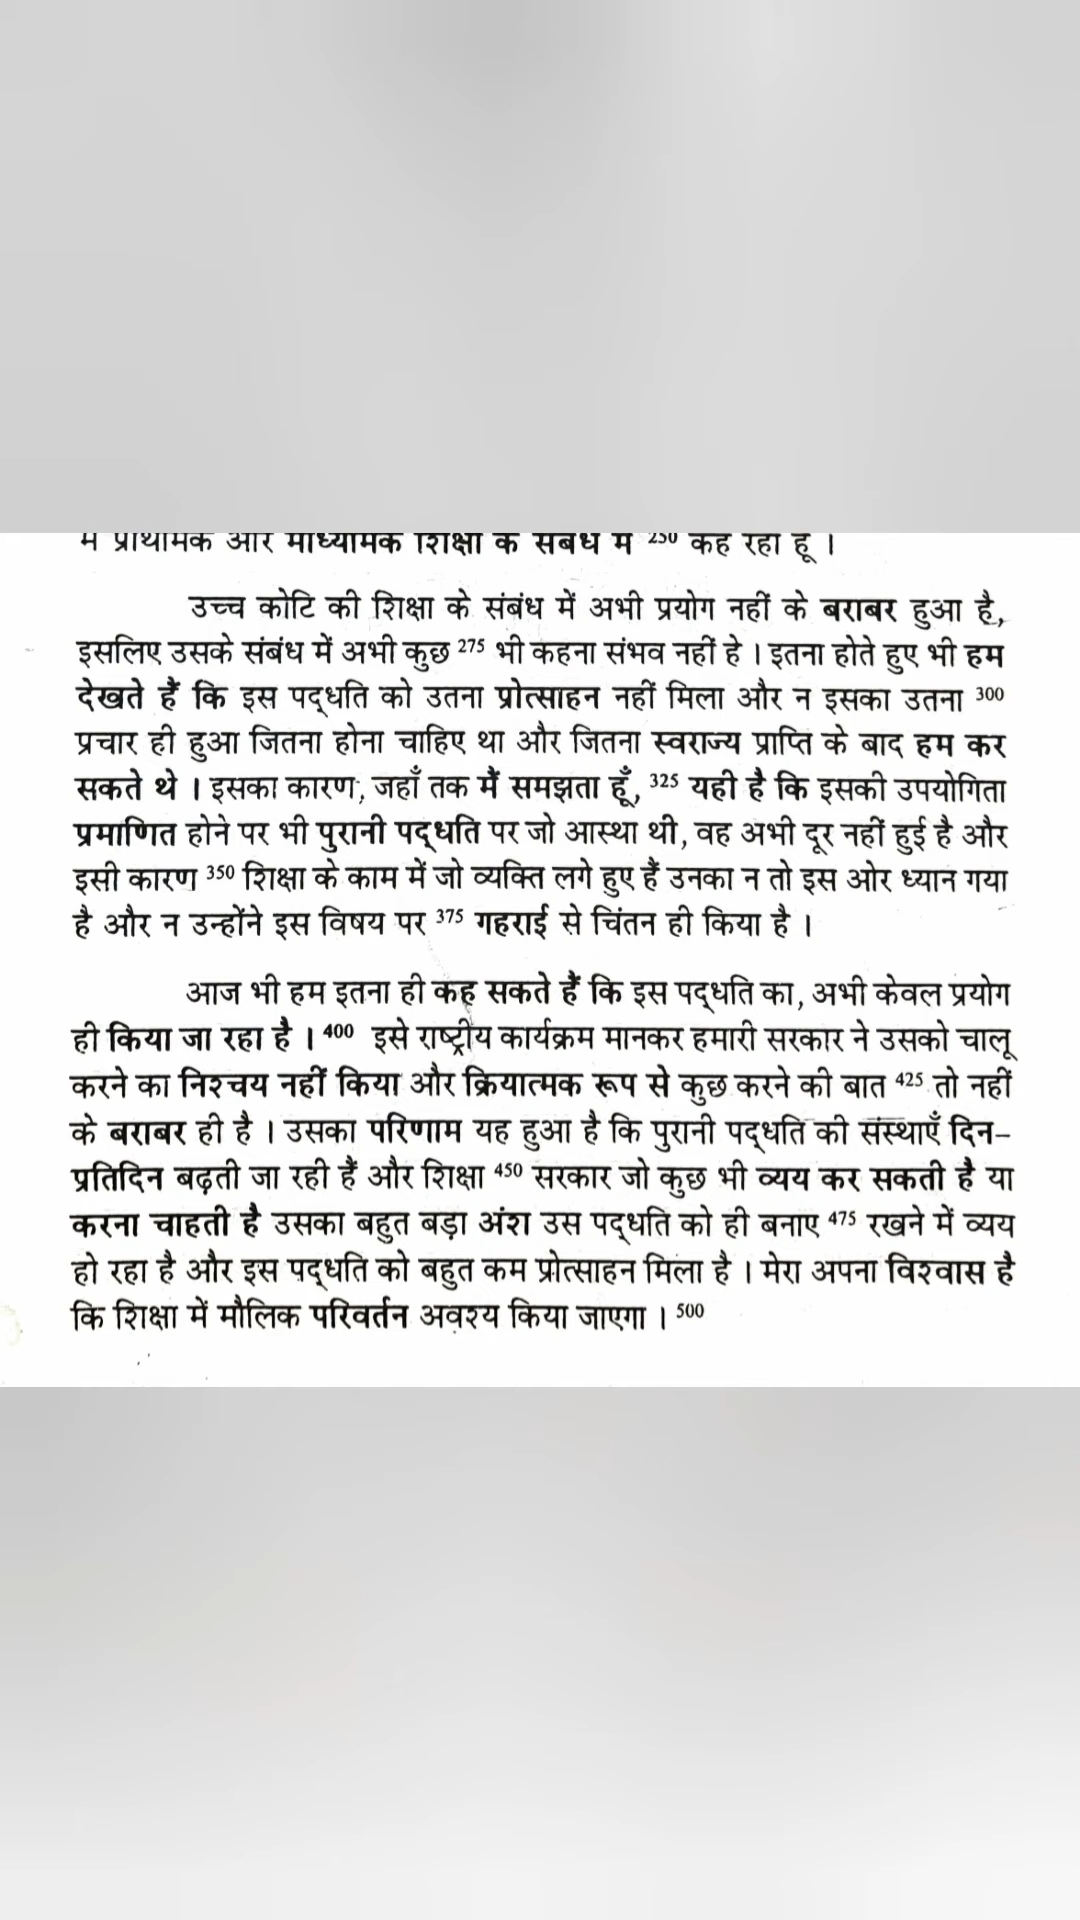 में प्राथमिक और माध्यमिक शिक्षा के संबंध में 250 कह रहा हूँ ।
उच्च कोटि की शिक्षा के संबंध में अभी प्रयोग नहीं के बराबर हुआ है,
इसलिए उसके संबंध में अभी कुछ 275 भी कहना संभव नहीं हे । इतना होते हुए भी हम
देखते हैं कि इस पद्धति को उतना प्रोत्साहन नहीं मिला और न इसका उतना 300
प्रचार ही हुआ जितना होना चाहिए था और जितना स्वराज्य प्राप्ति के बाद हम कर
सकते थे । इसका कारण, जहाँ तक मैं समझता हूँ, 325 यही है कि इसकी उपयोगिता
प्रमाणित होने पर भी पुरानी पद्धति पर जो आस्था थी, वह अभी दूर नहीं हुई है और
इसी कारण 350 शिक्षा के काम में जो व्यक्ति लगे हुए हैं उनका न तो इस ओर ध्यान गया
है और न उन्होंने इस विषय पर 375 गहराई से चिंतन ही किया है ।
आज भी हम इतना ही कह सकते हैं कि इस पद्धति का, अभी केवल प्रयोग
ही किया जा रहा है । 400 इसे राष्ट्रीय कार्यक्रम मानकर हमारी सरकार ने उसको चालू
करने का निश्चय नहीं किया और क्रियात्मक रूप से कुछ करने की बात 425 तो नहीं
के बराबर ही है । उसका परिणाम यह हुआ है कि पुरानी पद्धति की संस्थाएँ दिन-
प्रतिदिन बढ़ती जा रही हैं और शिक्षा 450 सरकार जो कुछ भी व्यय कर सकती है या
करना चाहती है उसका बहुत बड़ा अंश उस पद्धति को ही बनाए 475 रखने में व्यय
हो रहा है और इस पद्धति को बहुत कम प्रोत्साहन मिला है । मेरा अपना विश्वास है
कि शिक्षा में मौलिक परिवर्तन अवश्य किया जाएगा । 500